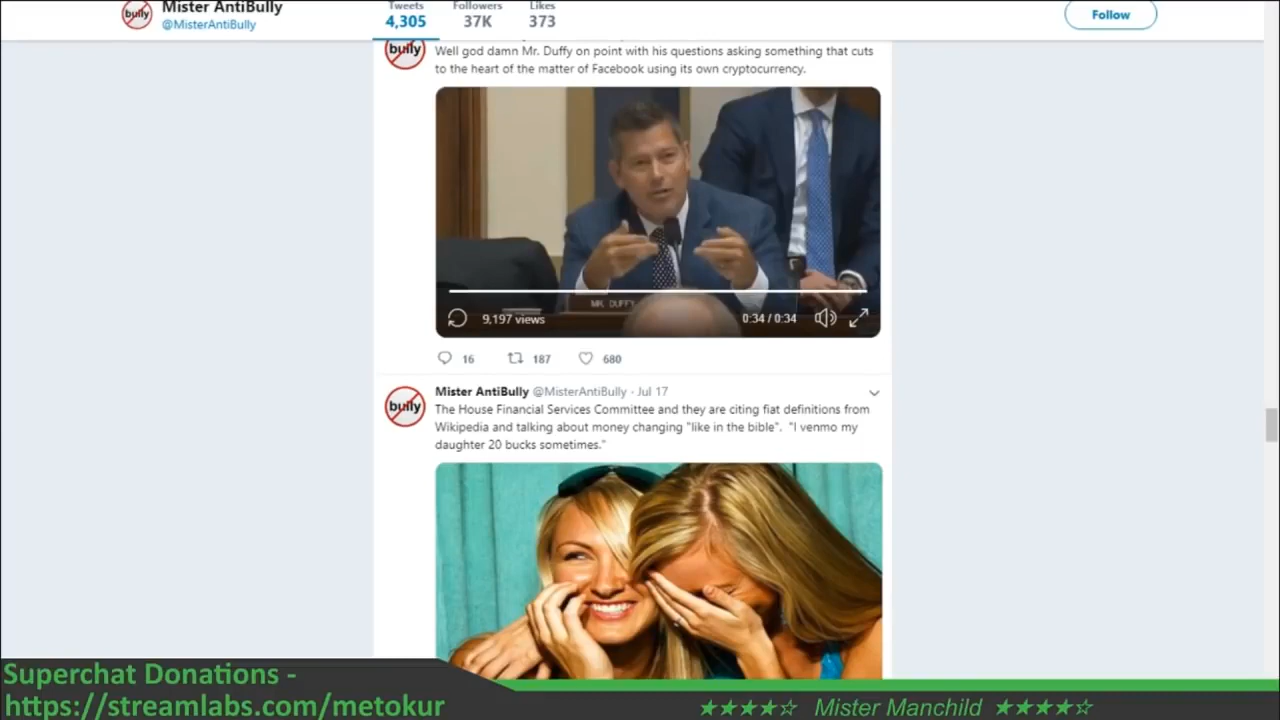 bully
Mister AntiBully
@MisterAntiBully
Tweets
4,305
Followers
37K
Likes
373
Follow
bully
Well god damn Mr. Duffy on point with his questions asking something that cuts
to the heart of the matter of Facebook using its own cryptocurrency.
MR. DUFFY
9,197 views
0:34 / 0:34
16
187
680
bully
Mister AntiBully @MisterAntiBully · Jul 17
The House Financial Services Committee and they are citing fiat definitions from
Wikipedia and talking about money changing "like in the bible". "I venmo my
daughter 20 bucks sometimes."
Superchat Donations -
https://streamlabs.com/metokur
★★★★☆ Mister Manchild ★★★★☆